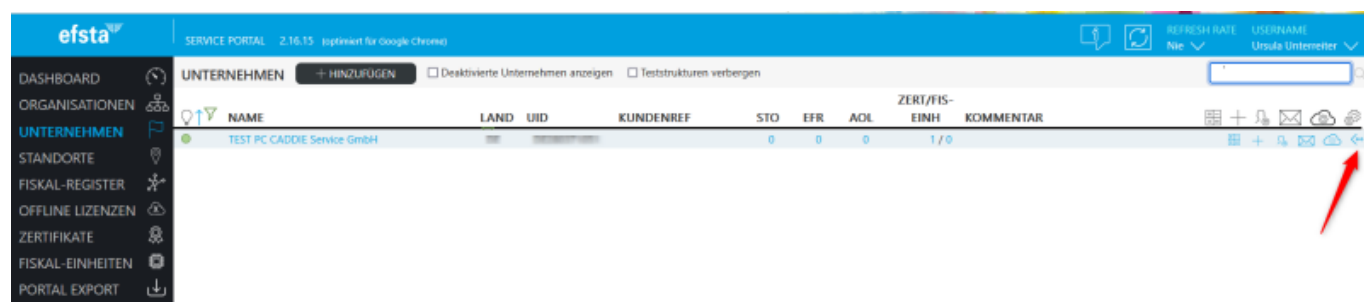 efsta
SERVICE PORTAL 2.16.15 (optimiert für Google Chrome)
REFRESH RATE
Nie
USERNAME
Ursula Unterreiter
DASHBOARD
ORGANISATIONEN
UNTERNEHMEN
STANDORTE
FISKAL-REGISTER
OFFLINE LIZENZEN
ZERTIFIKATE
FISKAL-EINHEITEN
PORTAL EXPORT
UNTERNEHMEN + HINZUFÜGEN Deaktivierte Unternehmen anzeigen Teststrukturen verbergen
NAME LAND UID KUNDENREF STO EFR AOL ZERT/FIS-
EINH KOMMENTAR
TEST PC CADDIE Service GmbH 0 0 0 1 / 0